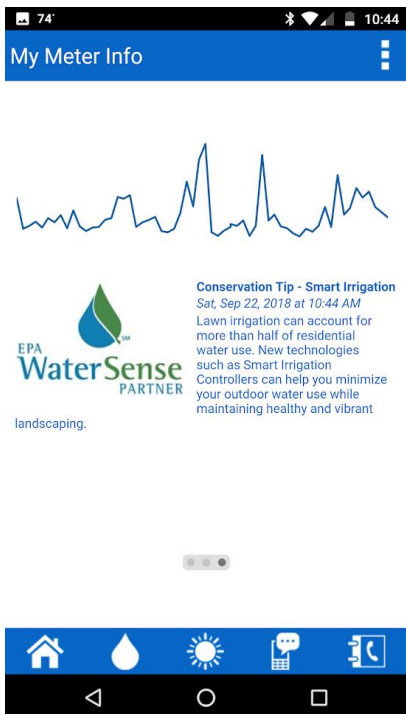 74°
10:44
My Meter Info
Conservation Tip - Smart Irrigation
Sat, Sep 22, 2018 at 10:44 AM
Lawn irrigation can account for
more than half of residential
water use. New technologies
such as Smart Irrigation
Controllers can help you minimize
your outdoor water use while
maintaining healthy and vibrant
landscaping.
SM
EPA
WaterSense
PARTNER